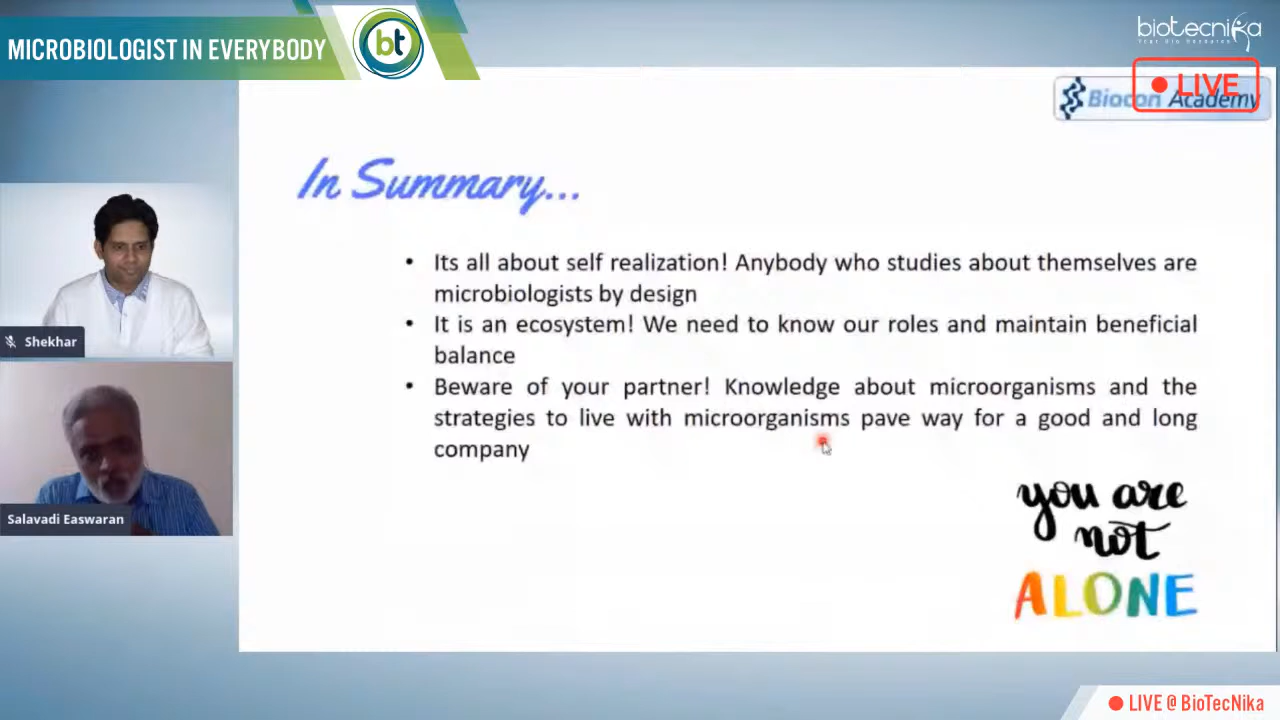 MICROBIOLOGIST IN EVERYBODY
bt
biotecnika
LIVE
Biocon Academy
In Summary...
• Its all about self realization! Anybody who studies about themselves are
microbiologists by design
• It is an ecosystem! We need to know our roles and maintain beneficial
balance
• Beware of your partner! Knowledge about microorganisms and the
strategies to live with microorganisms pave way for a good and long
company
Shekhar
Salavadi Easwaran
you are
not
ALONE
LIVE @ BioTecNika